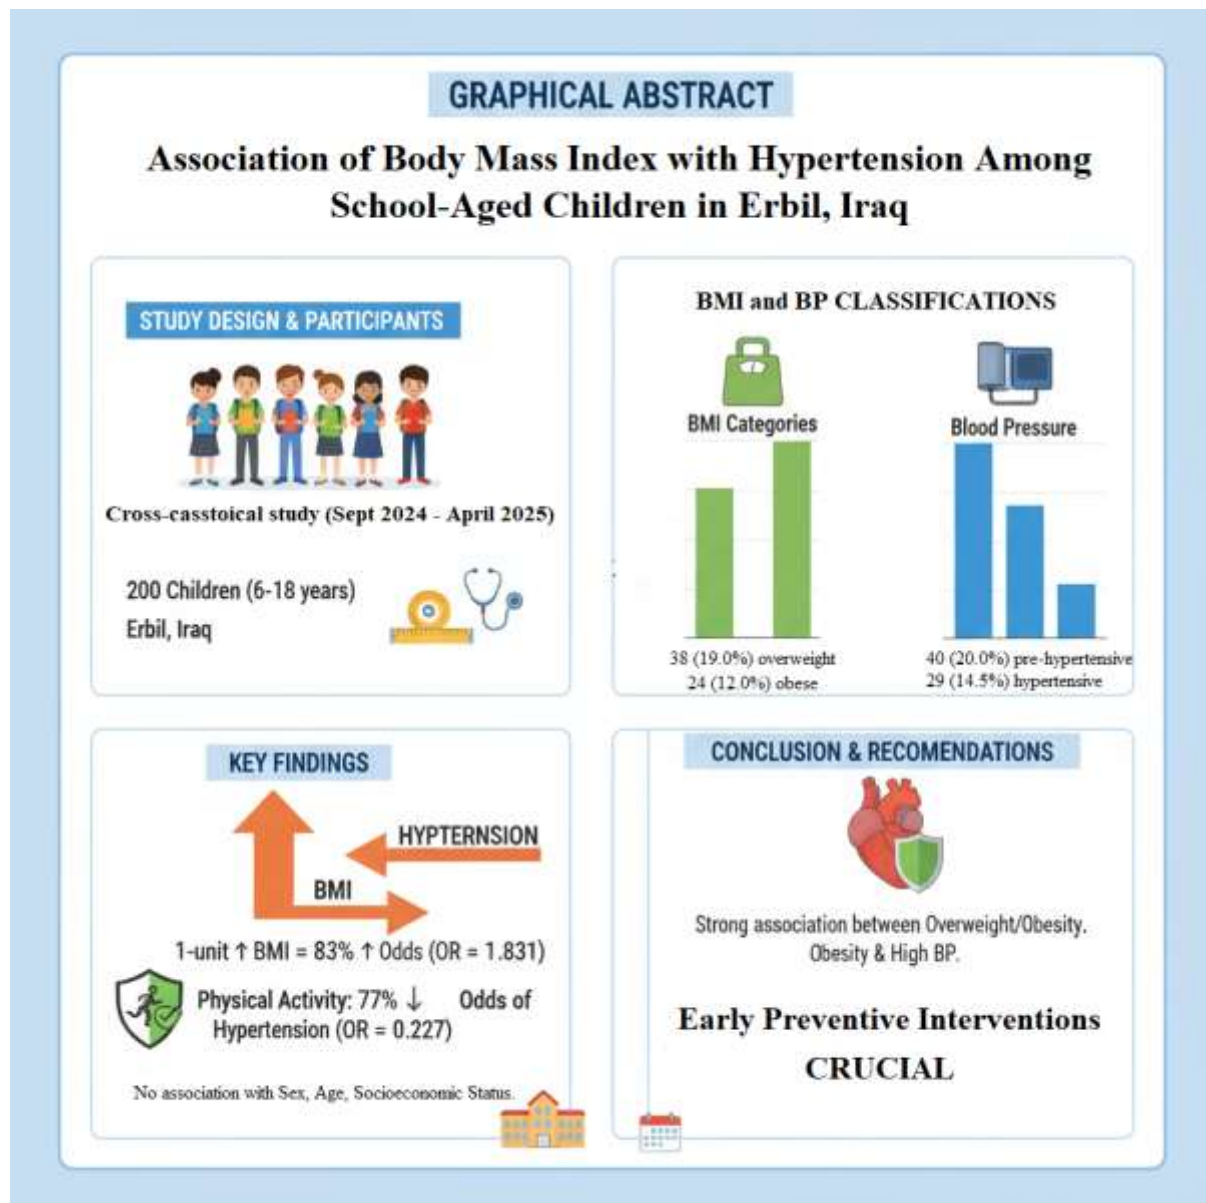 GRAPHICAL ABSTRACT
Association of Body Mass Index with Hypertension Among
School-Aged Children in Erbil, Iraq
STUDY DESIGN & PARTICIPANTS
Cross-casstoical study (Sept 2024 - April 2025)
200 Children (6-18 years)
Erbil, Iraq
BMI and BP CLASSIFICATIONS
BMI Categories
38 (19.0%) overweight
24 (12.0%) obese
Blood Pressure
40 (20.0%) pre-hypertensive
29 (14.5%) hypertensive
KEY FINDINGS
HYPTERNSION
BMI
1-unit ↑ BMI = 83% ↑ Odds (OR = 1.831)
Physical Activity: 77% ↓ Odds of
Hypertension (OR = 0.227)
No association with Sex, Age, Socioeconomic Status.
CONCLUSION & RECOMENDATIONS
Strong association between Overweight/Obesity.
Obesity & High BP.
Early Preventive Interventions
CRUCIAL